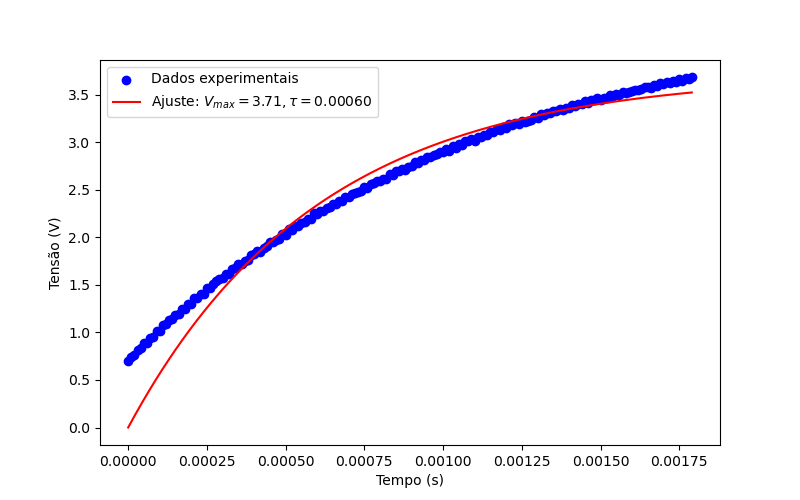 Dados experimentais
Ajuste: V_max = 3.71, τ = 0.00060
Tensão (V)
3.5
3.0
2.5
2.0
1.5
1.0
0.5
0.0
0.00000 0.00025 0.00050 0.00075 0.00100 0.00125 0.00150 0.00175
Tempo (s)